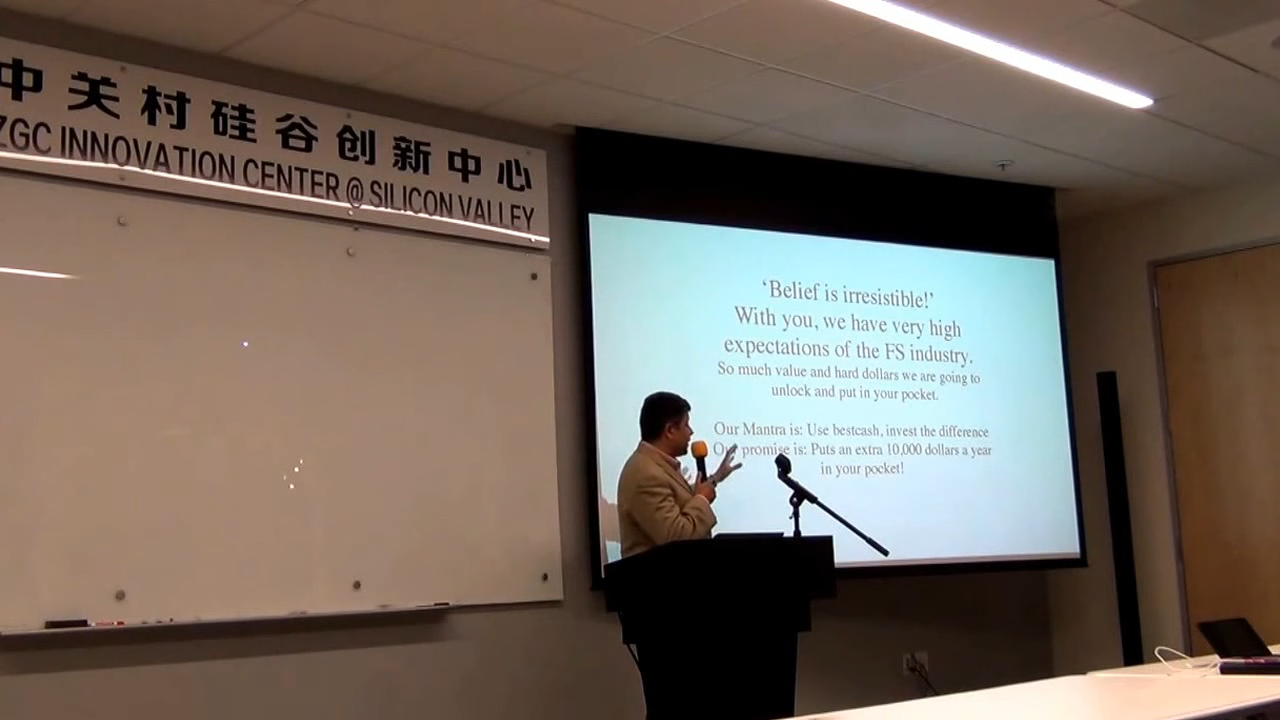 中关村硅谷创新中心
ZGC INNOVATION CENTER @ SILICON VALLEY
‘Belief is irresistible!’
With you, we have very high
expectations of the FS industry.
So much value and hard dollars we are going to
unlock and put in your pocket.
Our Mantra is: Use bestcash, invest the difference
Our promise is: Puts an extra 10,000 dollars a year
in your pocket!